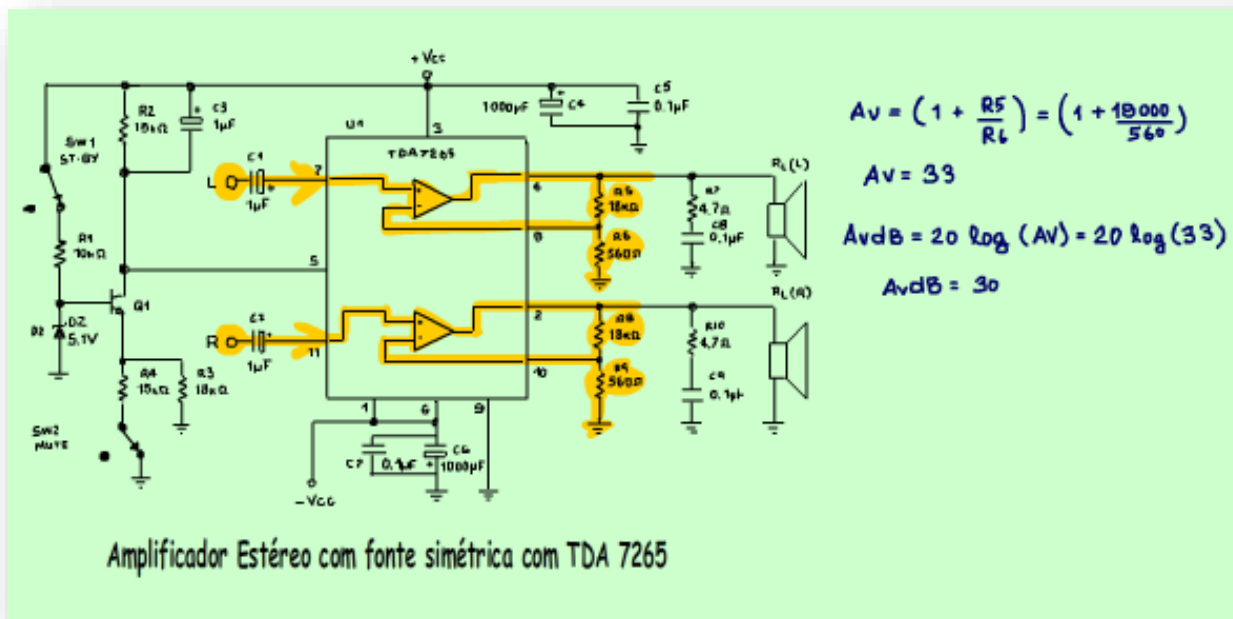 +Vcc
R2
15kΩ
C3
1µF
SW1
ST-BY
R1
10kΩ
DZ
DZ
5,1V
Q1
R4
15kΩ
R3
18kΩ
SW2
MUTE
L
C1
1µF
R
C2
1µF
U1
TDA7265
3
7
5
11
4
8
2
10
1
6
9
1000µF
C4
C5
0.1µF
R5
18kΩ
R6
560Ω
R7
4,7Ω
C8
0,1µF
RL(L)
R8
18kΩ
R9
560Ω
R10
4,7Ω
C9
0,1µF
RL(R)
C7
0,1µF
C6
1000µF
-Vcc
Av = (1 + R5/R6) = (1 + 18000/560)
Av = 33
AvdB = 20 log (AV) = 20 log (33)
AvdB = 30
Amplificador Estéreo com fonte simétrica com TDA 7265